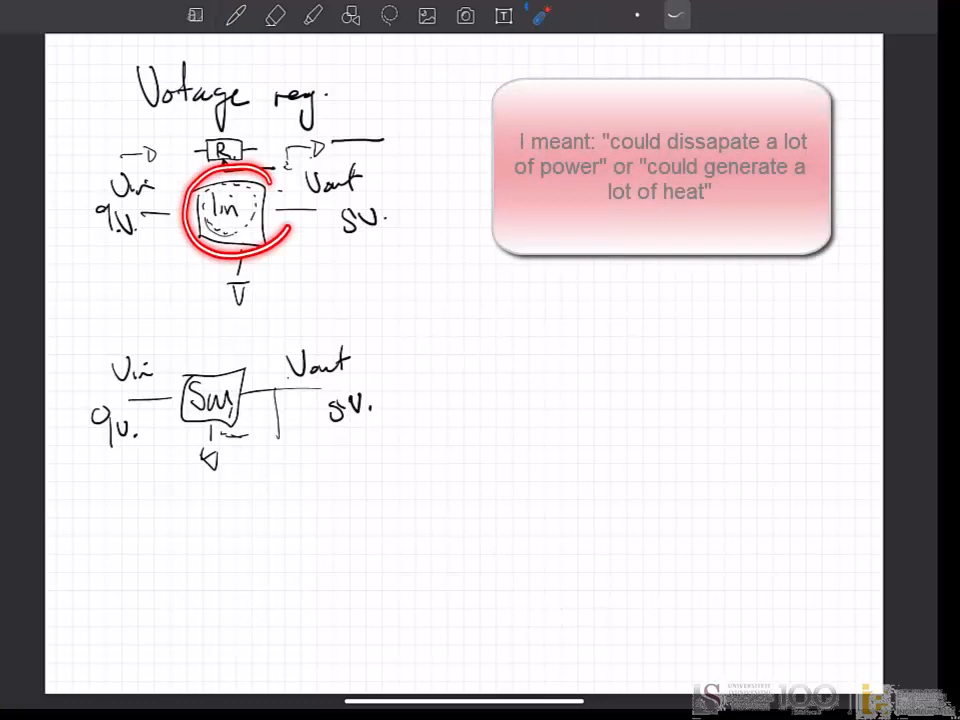 Votage reg.
R.
Vin
Vout
lin
9V.
5V.
I meant: "could dissapate a lot
of power" or "could generate a
lot of heat"
Vin
Vout
Sw
9V.
5V.
T
100